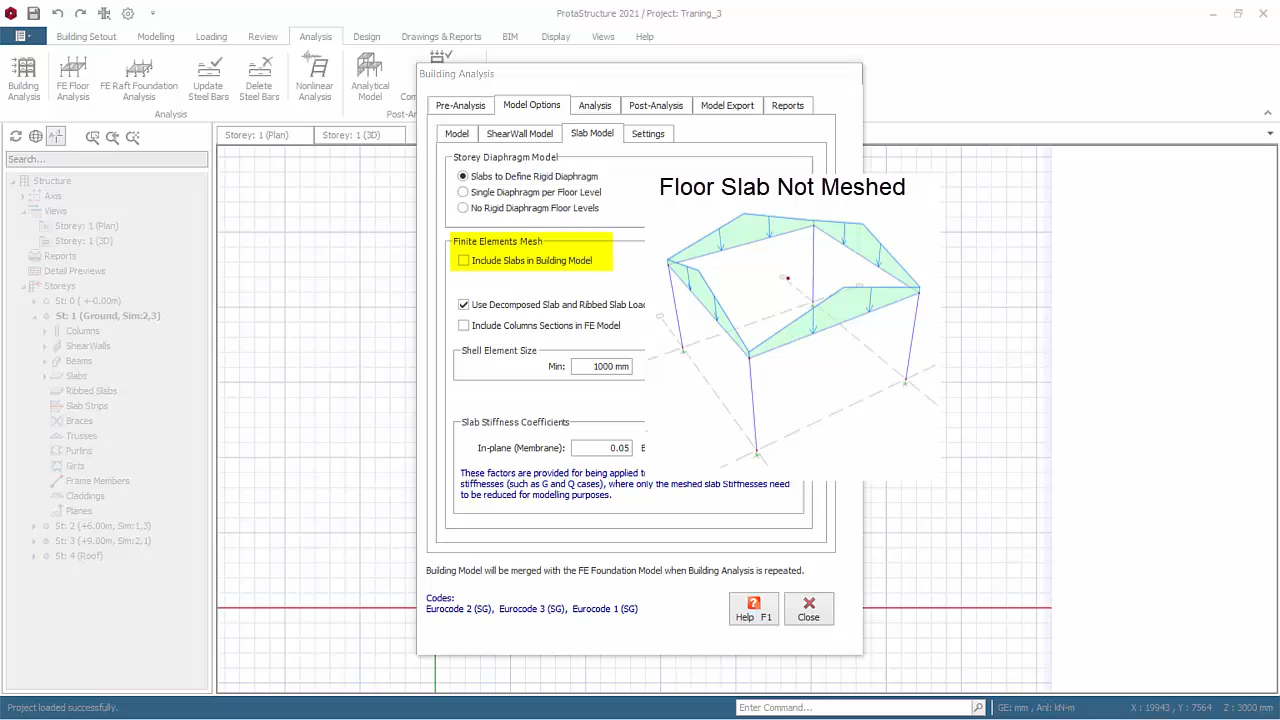 ProtaStructure 2021 / Project: Traning_3
Building Setout Modelling Loading Review Analysis Design Drawings & Reports BIM Display Views Help
Building Analysis
FE Floor Analysis
FE Raft Foundation Analysis
Update Steel Bars
Delete Steel Bars
Nonlinear Analysis
Analytical Model
Analysis
Post-A
Storey: 1 (Plan)
Storey: 1 (3D)
Search...
Structure
Axis
Views
Storey: 1 (Plan)
Storey: 1 (3D)
Reports
Detail Previews
Storeys
St: 0 ( +-0.00m)
St: 1 (Ground, Sim:2,3)
Columns
ShearWalls
Beams
Slabs
Ribbed Slabs
Slab Strips
Braces
Trusses
Purlins
Girts
Frame Members
Claddings
Planes
St: 2 (+6.00m, Sim:1,3)
St: 3 (+9.00m, Sim:2,1)
St: 4 (Roof)
Building Analysis
Pre-Analysis Model Options Analysis Post-Analysis Model Export Reports
Model ShearWall Model Slab Model Settings
Storey Diaphragm Model
Slabs to Define Rigid Diaphragm
Single Diaphragm per Floor Level
No Rigid Diaphragm Floor Levels
Floor Slab Not Meshed
Finite Elements Mesh
Include Slabs in Building Model
Use Decomposed Slab and Ribbed Slab Loa
Include Columns Sections in FE Model
Shell Element Size
Min: 1000 mm
Slab Stiffness Coefficients
In-plane (Membrane): 0.05
These factors are provided for being applied t
stiffnesses (such as G and Q cases), where only the meshed slab Stiffnesses need
to be reduced for modelling purposes.
Building Model will be merged with the FE Foundation Model when Building Analysis is repeated.
Codes:
Eurocode 2 (SG), Eurocode 3 (SG), Eurocode 1 (SG)
Help F1
Close
Project loaded successfully.
Enter Command...
GE: mm , Anl: kN-m
X : 19943 , Y : 7564
Z : 3000 mm